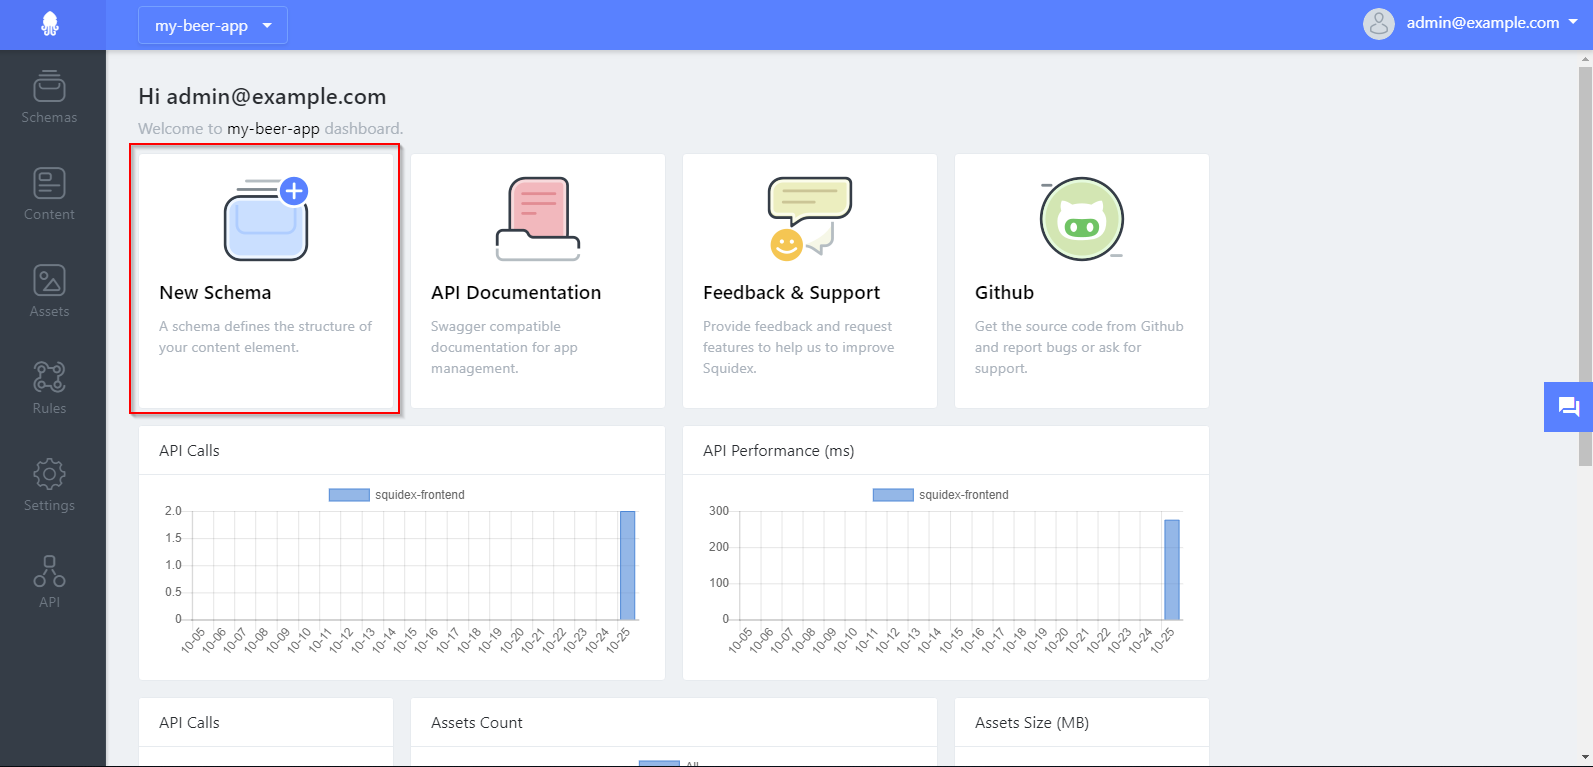 my-beer-app
admin@example.com
Schemas
Content
Assets
Rules
Settings
API
Hi admin@example.com
Welcome to my-beer-app dashboard.
New Schema
A schema defines the structure of
your content element.
API Documentation
Swagger compatible
documentation for app
management.
Feedback & Support
Provide feedback and request
features to help us to improve
Squidex.
Github
Get the source code from Github
and report bugs or ask for
support.
API Calls
squidex-frontend
2.0
1.5
1.0
0.5
0
10-05 10-06 10-07 10-08 10-09 10-10 10-11 10-12 10-13 10-14 10-15 10-16 10-17 10-18 10-19 10-20 10-21 10-22 10-23 10-24 10-25
API Performance (ms)
squidex-frontend
300
200
100
0
10-05 10-06 10-07 10-08 10-09 10-10 10-11 10-12 10-13 10-14 10-15 10-16 10-17 10-18 10-19 10-20 10-21 10-22 10-23 10-24 10-25
API Calls
Assets Count
All
Assets Size (MB)